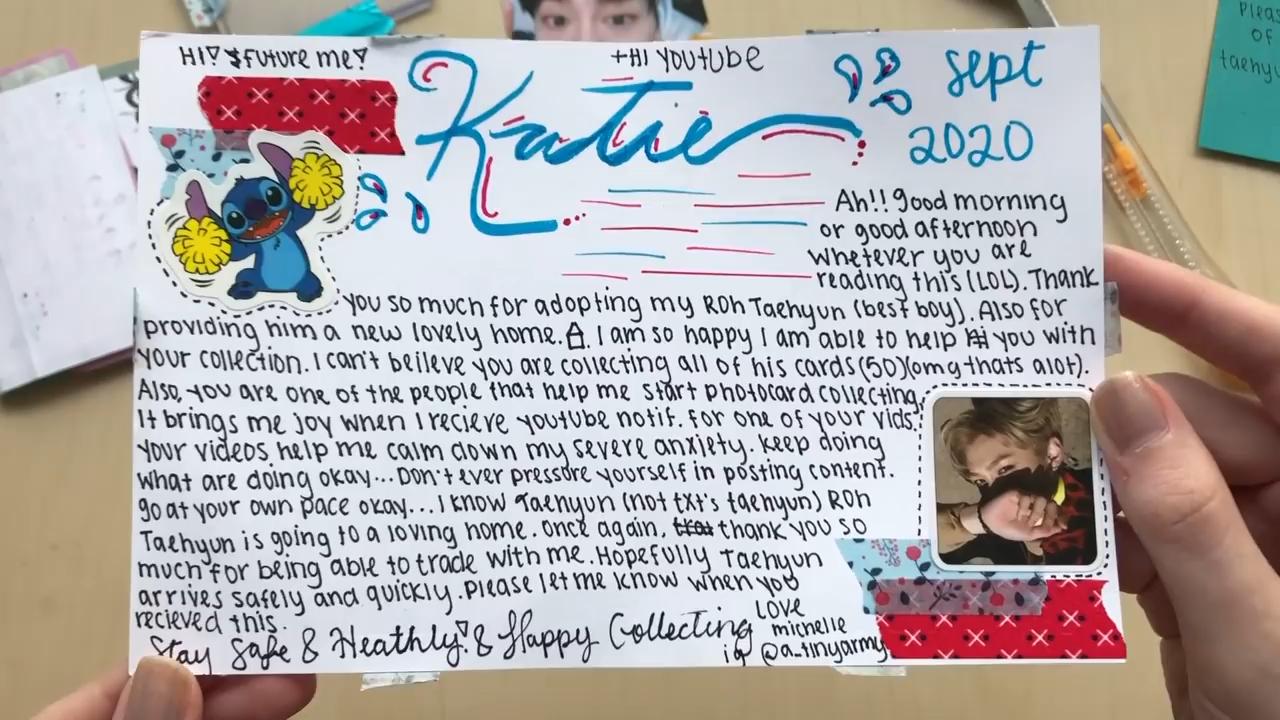 HI! future me!
+HI YOUTUBE
Katie
Sept
2020
Ah!! good morning
or good afternoon
whetever you are
reading this (LOL). Thank
you so much for adopting my ROh Taehyun (best boy). Also for
providing him a new lovely home. I am so happy I am able to help you with
your collection. I can't beileve you are collecting all of his cards (50)(omg thats alot).
Also, you are one of the people that help me start photocard collecting.
It brings me joy when I recieve youtube notif. for one of your vids.
Your videos help me calm down my severe anxiety. Keep doing
what are doing okay... Don't ever pressure yourself in posting content.
go at your own pace okay... I know Taehyun (not txt's taehyun) ROh
Taehyun is going to a loving home. Once again, thank you so
much for being able to trade with me. Hopefully Taehyun
arrives safely and quickly. Please let me know when you
recieved this.
Stay Safe & Heathly! & Happy Collecting
LOVE
michelle
ig @a_tinyarmy
Pleas
of
taehyu